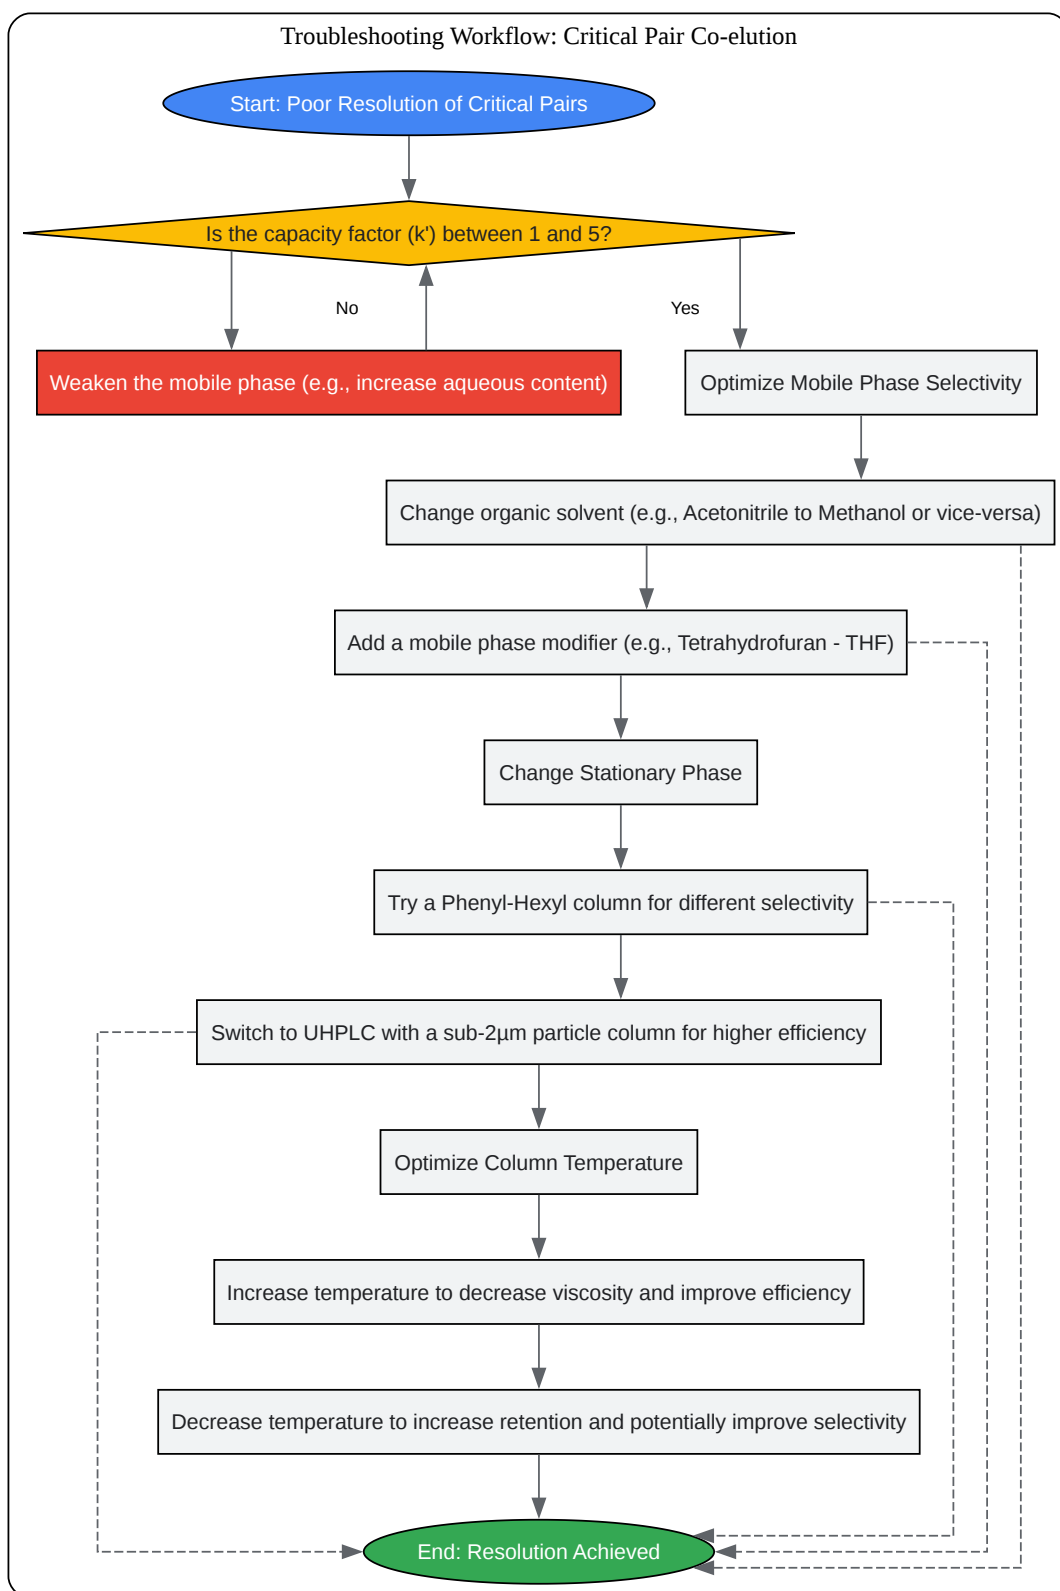 Troubleshooting Workflow: Critical Pair Co-elution
Start: Poor Resolution of Critical Pairs
Is the capacity factor (k') between 1 and 5?
No
Yes
Weaken the mobile phase (e.g., increase aqueous content)
Optimize Mobile Phase Selectivity
Change organic solvent (e.g., Acetonitrile to Methanol or vice-versa)
Add a mobile phase modifier (e.g., Tetrahydrofuran - THF)
Change Stationary Phase
Try a Phenyl-Hexyl column for different selectivity
Switch to UHPLC with a sub-2µm particle column for higher efficiency
Optimize Column Temperature
Increase temperature to decrease viscosity and improve efficiency
Decrease temperature to increase retention and potentially improve selectivity
End: Resolution Achieved